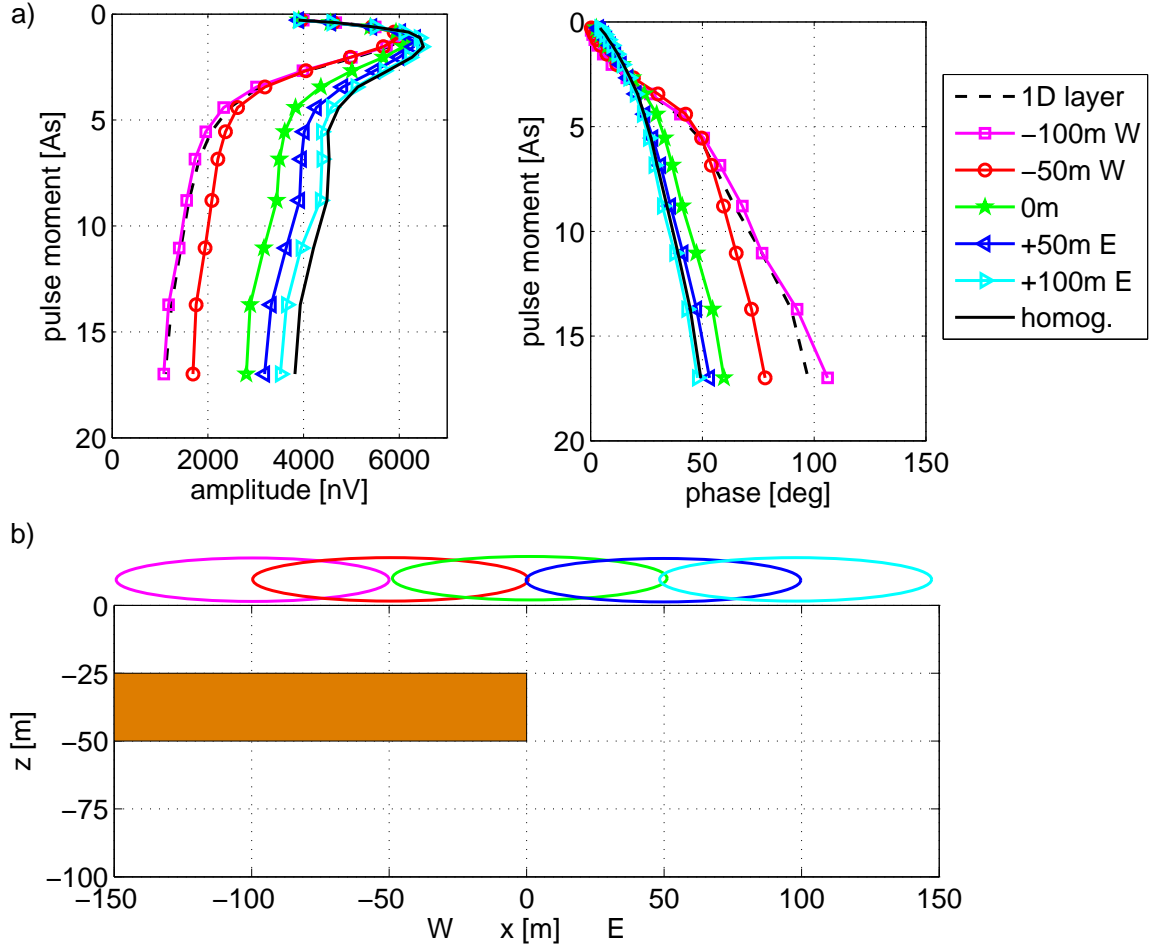 a)
0
5
10
15
20
pulse moment [As]
0 2000 4000 6000
amplitude [nV]
0
5
10
15
20
pulse moment [As]
0 50 100 150
phase [deg]
1D layer
−100m W
−50m W
0m
+50m E
+100m E
homog.
b)
0
−25
−50
−75
−100
z [m]
−150 −100 −50 0 50 100 150
W x [m] E